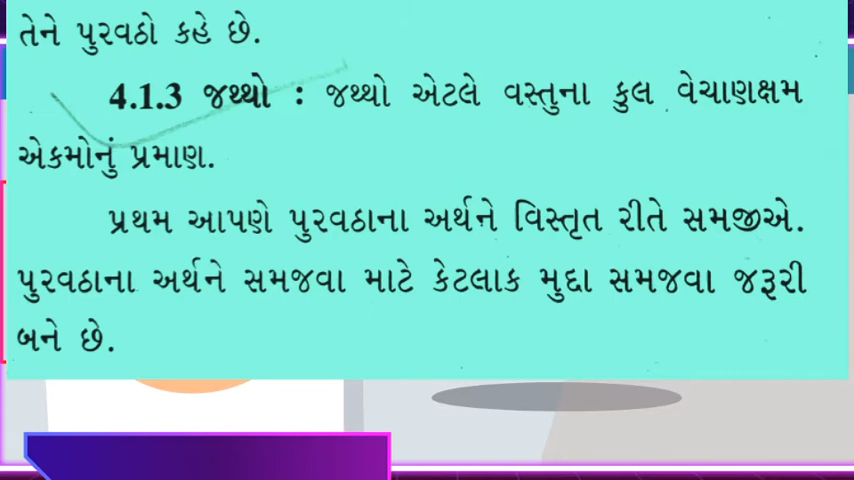 તેને પુરવઠો કહે છે.
4.1.3 જથ્થો : જથ્થો એટલે વસ્તુના કુલ વેચાણક્ષમ
એકમોનું પ્રમાણ.
પ્રથમ આપણે પુરવઠાના અર્થને વિસ્તૃત રીતે સમજીએ.
પુરવઠાના અર્થને સમજવા માટે કેટલાક મુદ્દા સમજવા જરૂરી
બને છે.